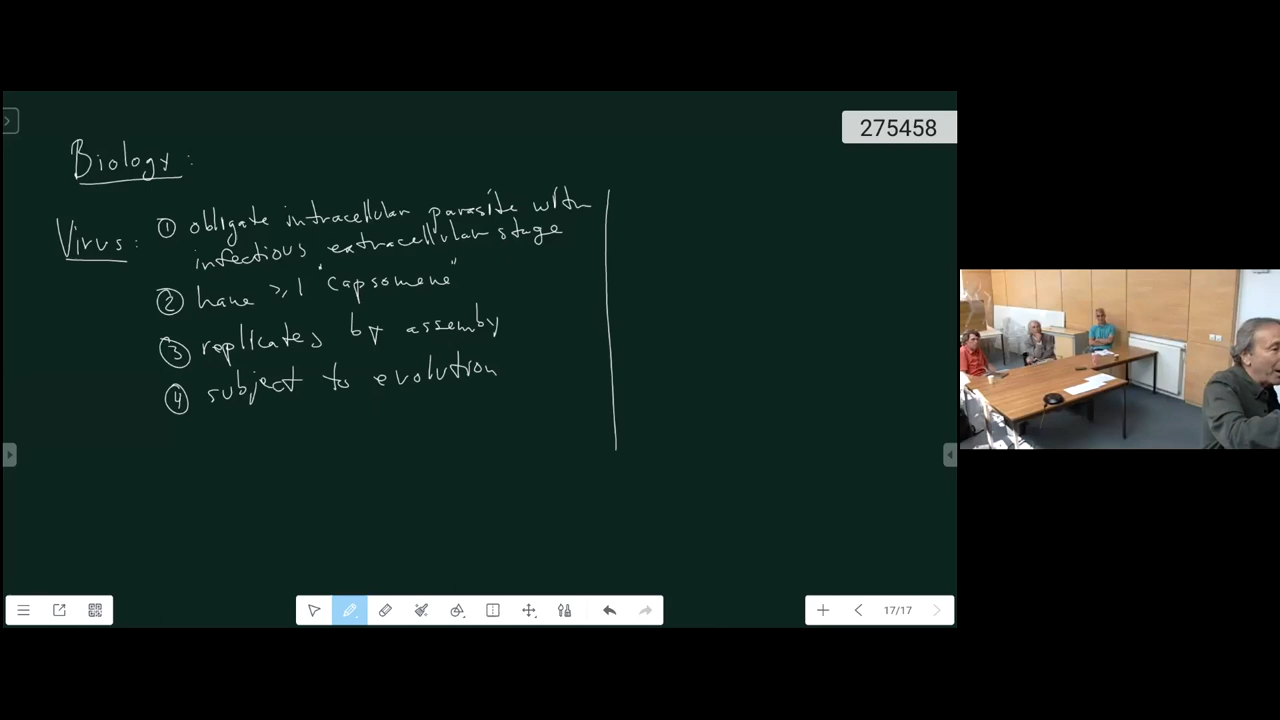 275458
Biology:
Virus: ① obligate intracellular parasite with
infectious extracellular stage
② have ≥1 "capsomere"
③ replicates by assemby
④ subject to evolution
17/17